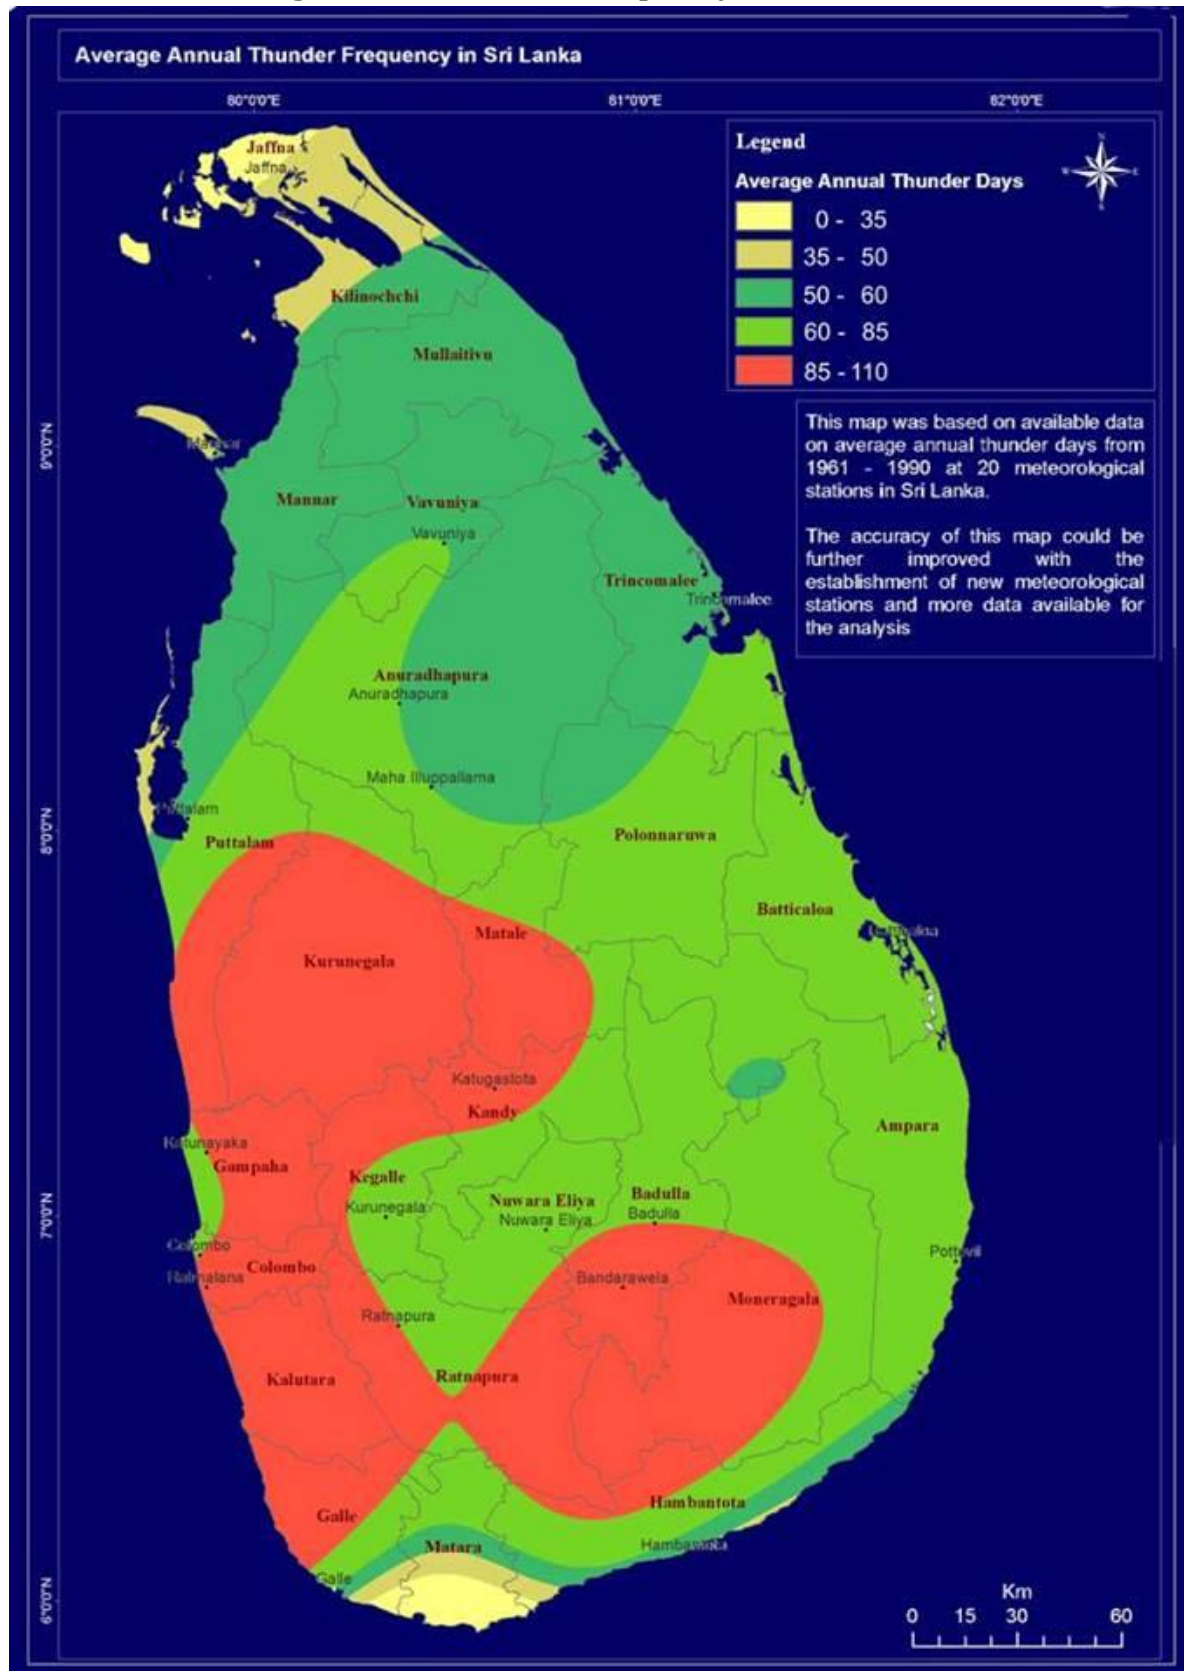 Average Annual Thunder Frequency in Sri Lanka
80°0'0"E
81°0'0"E
82°0'0"E
Legend
Average Annual Thunder Days
0 - 35
35 - 50
50 - 60
60 - 85
85 - 110
N
W
E
S
This map was based on available data
on average annual thunder days from
1961 - 1990 at 20 meteorological
stations in Sri Lanka.
The accuracy of this map could be
further improved with the
establishment of new meteorological
stations and more data available for
the analysis
Jaffna
Jaffna
Kilinochchi
Mullaitivu
Mannar
9°0'0"N
Mannar
Vavuniya
Vavuniya
Trincomalee
Trincomalee
Anuradhapura
Anuradhapura
Maha Illuppallama
Puttalam
8°0'0"N
Puttalam
Polonnaruwa
Batticaloa
Matale
Kurunegala
Katugastota
Kandy
Ampara
Katunayaka
Gampaha
Kegalle
Kurunegala
Nuwara Eliya
Nuwara Eliya
Badulla
Badulla
7°0'0"N
Colombo
Colombo
Ratmalana
Pottuvil
Bandarawela
Moneragala
Ratnapura
Ratnapura
Kalutara
Galle
Hambantota
Hambantota
Matara
Galle
6°0'0"N
Km
0 15 30 60